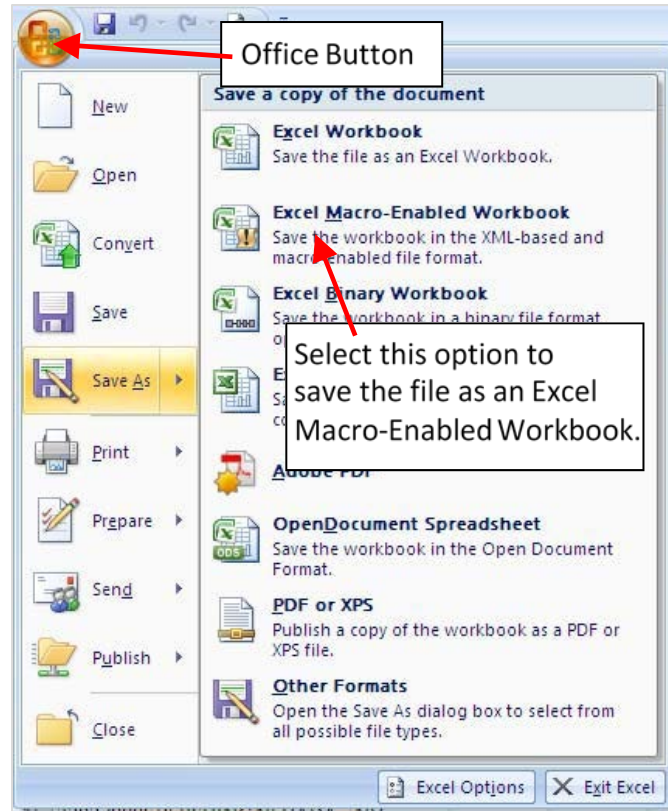 Office Button
New
Open
Convert
Save
Save As
Print
Prepare
Send
Publish
Close
Save a copy of the document
Excel Workbook
Save the file as an Excel Workbook.
Excel Macro-Enabled Workbook
Save the workbook in the XML-based and
macro-enabled file format.
Excel Binary Workbook
Save the workbook in a binary file format
Select this option to
save the file as an Excel
Macro-Enabled Workbook.
Adobe PDF
OpenDocument Spreadsheet
Save the workbook in the Open Document
Format.
PDF or XPS
Publish a copy of the workbook as a PDF or
XPS file.
Other Formats
Open the Save As dialog box to select from
all possible file types.
Excel Options
Exit Excel